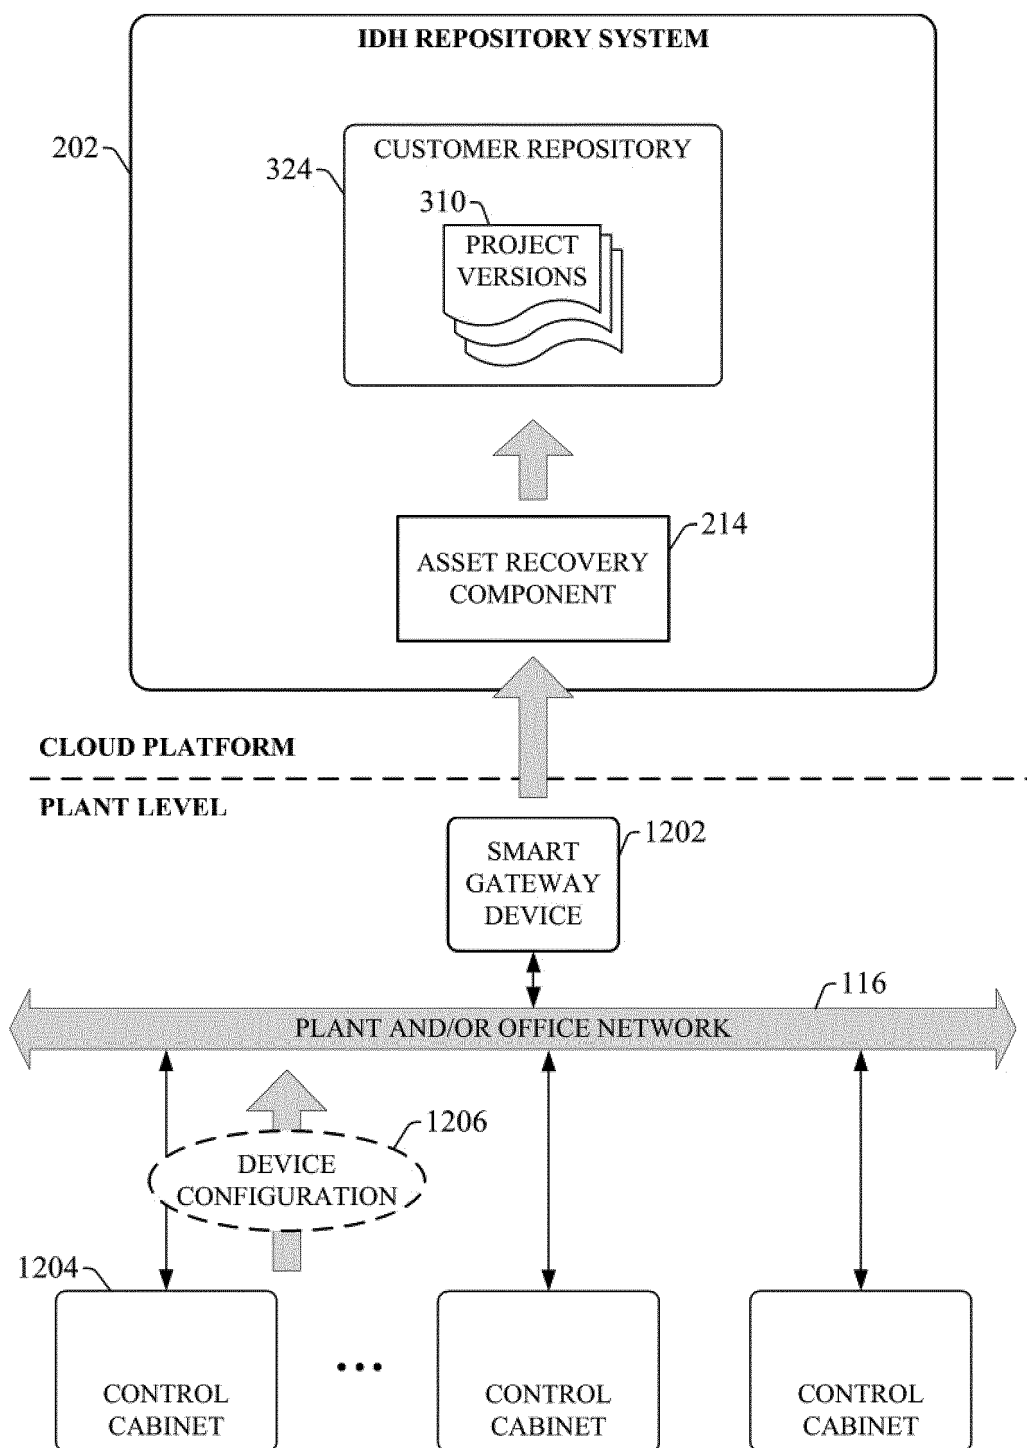 IDH REPOSITORY SYSTEM
202
CUSTOMER REPOSITORY
324
310
PROJECT
VERSIONS
214
ASSET RECOVERY
COMPONENT
CLOUD PLATFORM
PLANT LEVEL
1202
SMART
GATEWAY
DEVICE
116
PLANT AND/OR OFFICE NETWORK
1206
DEVICE
CONFIGURATION
1204
CONTROL
CABINET
CONTROL
CABINET
CONTROL
CABINET